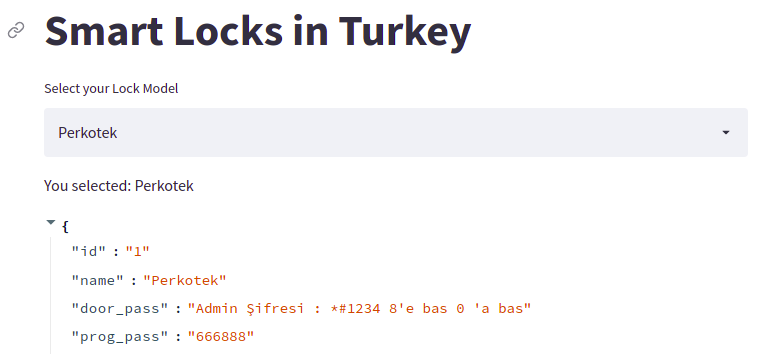 Smart Locks in Turkey
Select your Lock Model
Perkotek
You selected: Perkotek
{
"id" : "1"
"name" : "Perkotek"
"door_pass" : "Admin Şifresi : *#1234 8'e bas 0 'a bas"
"prog_pass" : "666888"